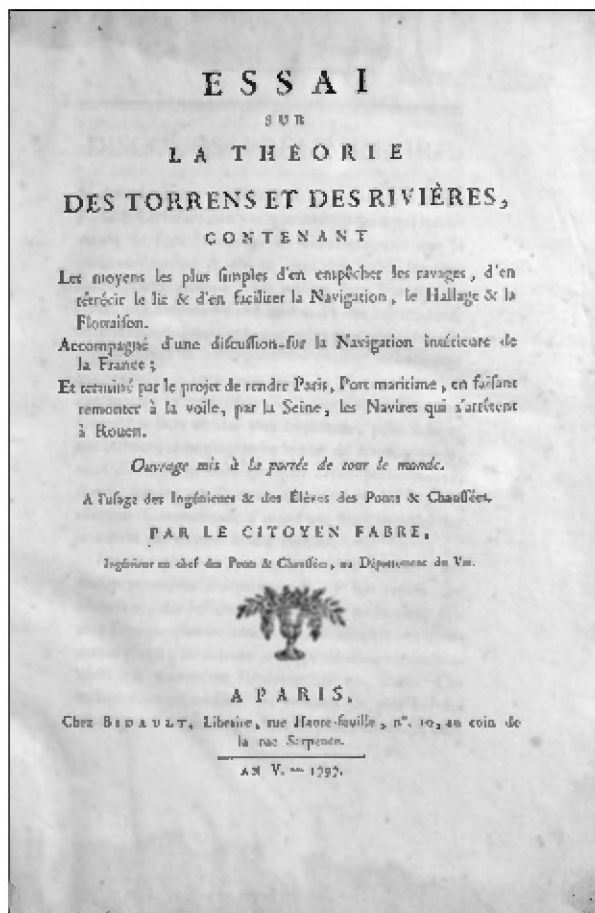 ESSAI
SUR
LA THÉORIE
DES TORRENS ET DES RIVIÈRES,
CONTENANT
Les moyens les plus simples d'en empêcher les ravages, d'en
rétrécir le lit & d'en faciliter la Navigation, le Hallage & la
Flottaison.
Accompagné d'une discussion sur la Navigation intérieure de
la France;
Et terminé par le projet de rendre Paris, Port maritime, en faisant
remonter à la voile, par la Seine, les Navires qui s'arrêtent
à Rouen.
Ouvrage mis à la portée de tout le monde.
A l'usage des Ingénieurs & des Élèves des Ponts & Chaussées.
PAR LE CITOYEN FABRE,
Ingénieur en chef des Ponts & Chaussées, au Département du Var.
A PARIS,
Chez BIDAULT, Libraire, rue Haute-feuille, n°. 10, au coin de
la rue Serpente.
AN V. — 1797.